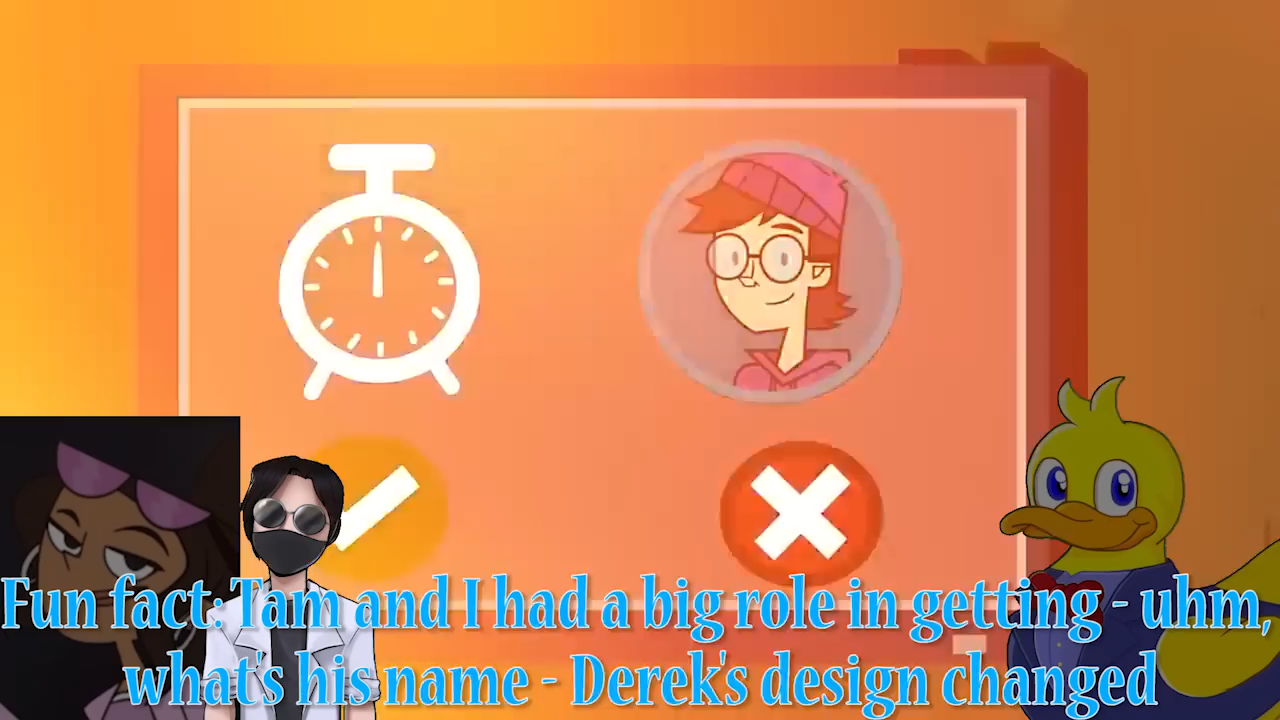 Fun fact: Tam and I had a big role in getting - uhm,
what's his name - Derek's design changed